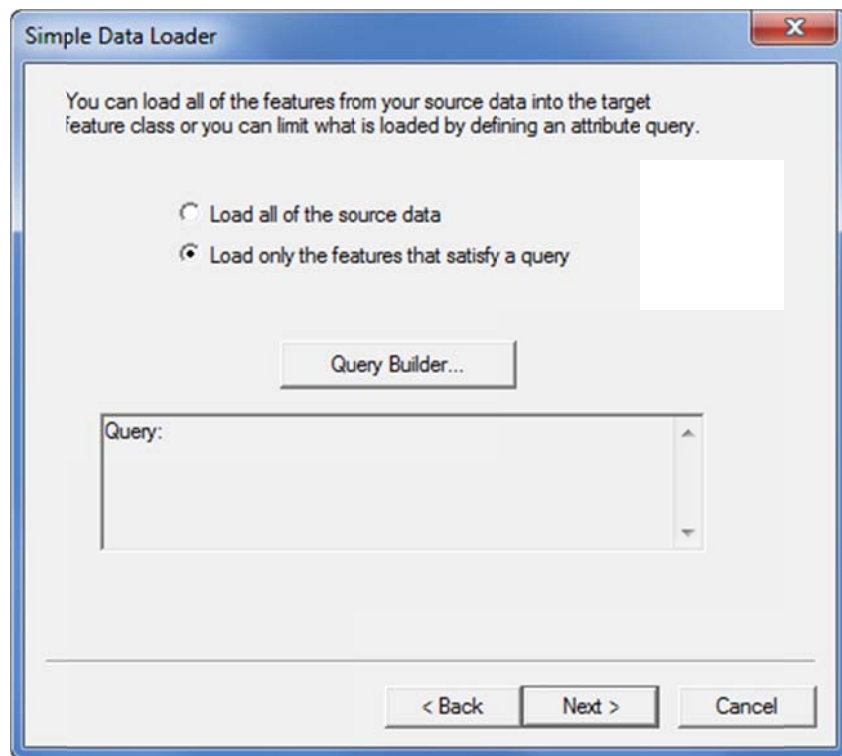 Simple Data Loader
You can load all of the features from your source data into the target
feature class or you can limit what is loaded by defining an attribute query.
Load all of the source data
Load only the features that satisfy a query
Query Builder...
Query:
< Back
Next >
Cancel